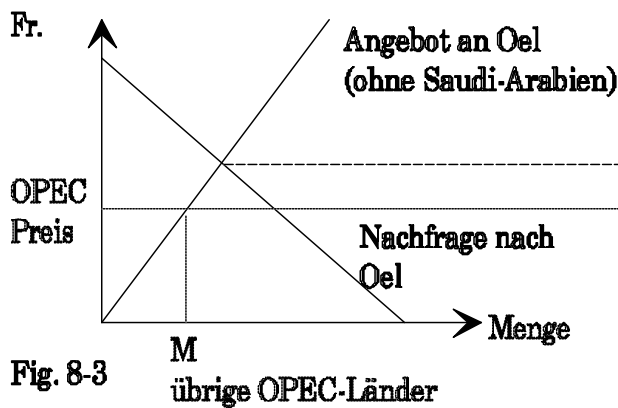 Fr.
Angebot an Oel
(ohne Saudi-Arabien)
OPEC
Preis
Nachfrage nach
Oel
Menge
M
Fig. 8-3
übrige OPEC-Länder